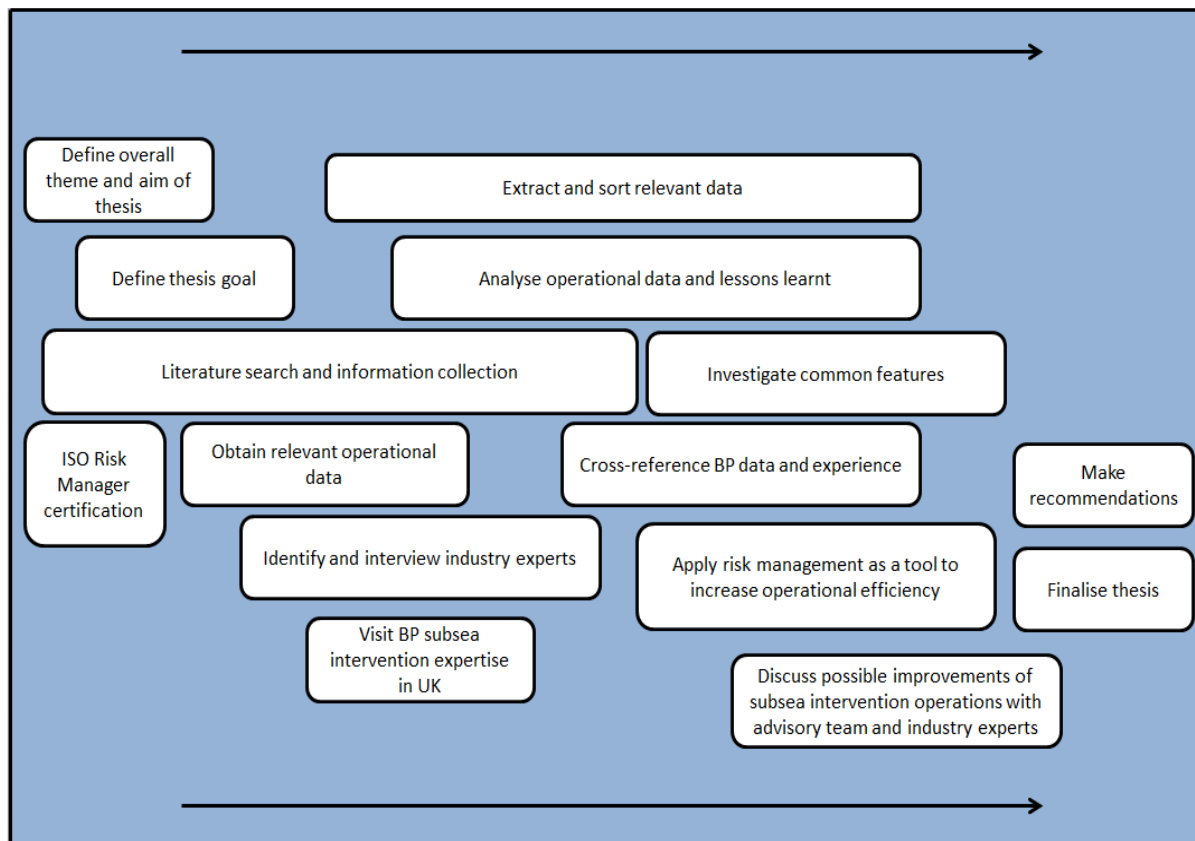 Define overall
theme and aim of
thesis
Extract and sort relevant data
Define thesis goal
Analyse operational data and lessons learnt
Literature search and information collection
Investigate common features
ISO Risk
Manager
certification
Obtain relevant operational
data
Cross-reference BP data and experience
Make
recommendations
Identify and interview industry experts
Apply risk management as a tool to
increase operational efficiency
Finalise thesis
Visit BP subsea
intervention expertise
in UK
Discuss possible improvements of
subsea intervention operations with
advisory team and industry experts